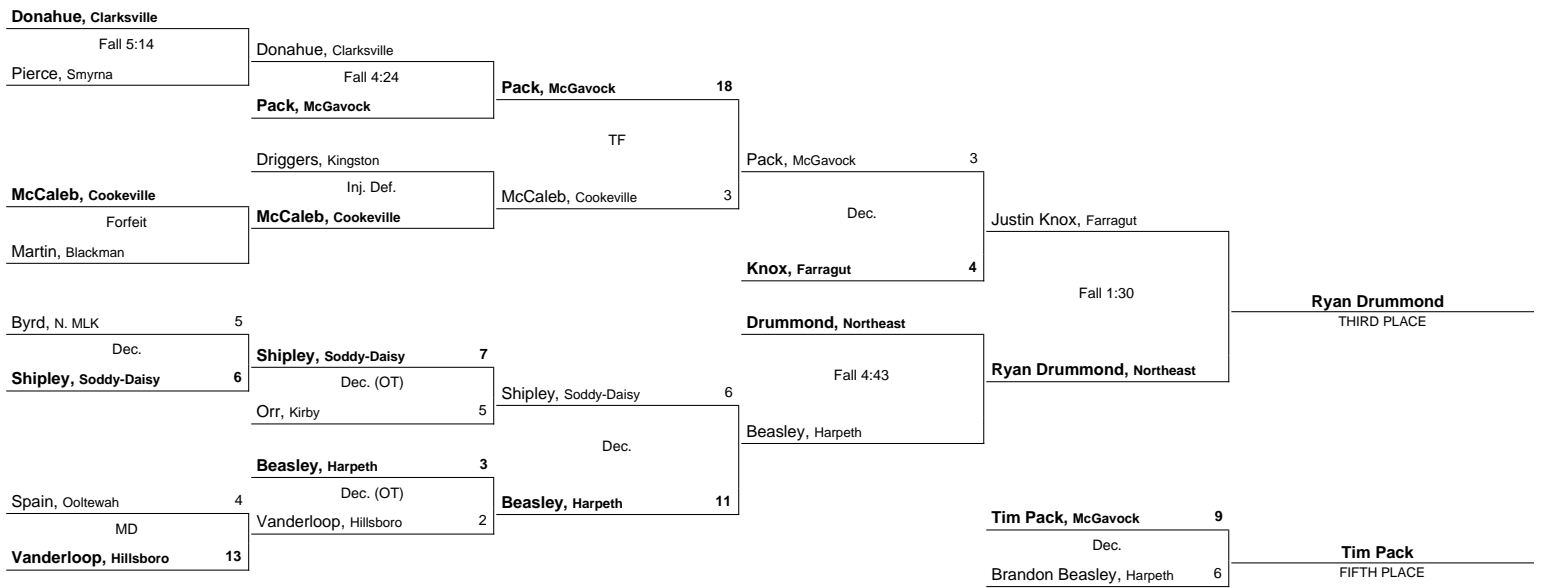 Donahue, Clarksville
Fall 5:14
Pierce, Smyrna
McCaleb, Cookeville
Forfeit
Martin, Blackman
Byrd, N. MLK 5
Dec.
Shipley, Soddy-Daisy 6
Spain, Ooltewah 4
MD
Vanderloop, Hillsboro 13
Donahue, Clarksville
Fall 4:24
Pack, McGavock
Driggers, Kingston
Inj. Def.
McCaleb, Cookeville
Shipley, Soddy-Daisy 7
Dec. (OT)
Orr, Kirby 5
Beasley, Harpeth 3
Dec. (OT)
Vanderloop, Hillsboro 2
Pack, McGavock 18
TF
McCaleb, Cookeville 3
Shipley, Soddy-Daisy 6
Dec.
Beasley, Harpeth 11
Pack, McGavock 3
Dec.
Knox, Farragut 4
Drummond, Northeast
Fall 4:43
Beasley, Harpeth
Justin Knox, Farragut
Fall 1:30
Ryan Drummond, Northeast
Ryan Drummond
THIRD PLACE
Tim Pack, McGavock 9
Dec.
Brandon Beasley, Harpeth 6
Tim Pack
FIFTH PLACE